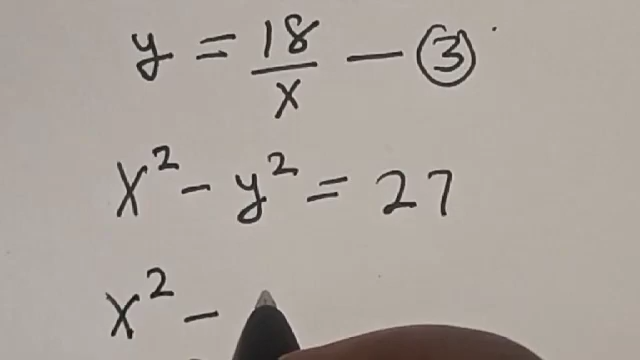 y = 18/x — ③
x² - y² = 27
x² -